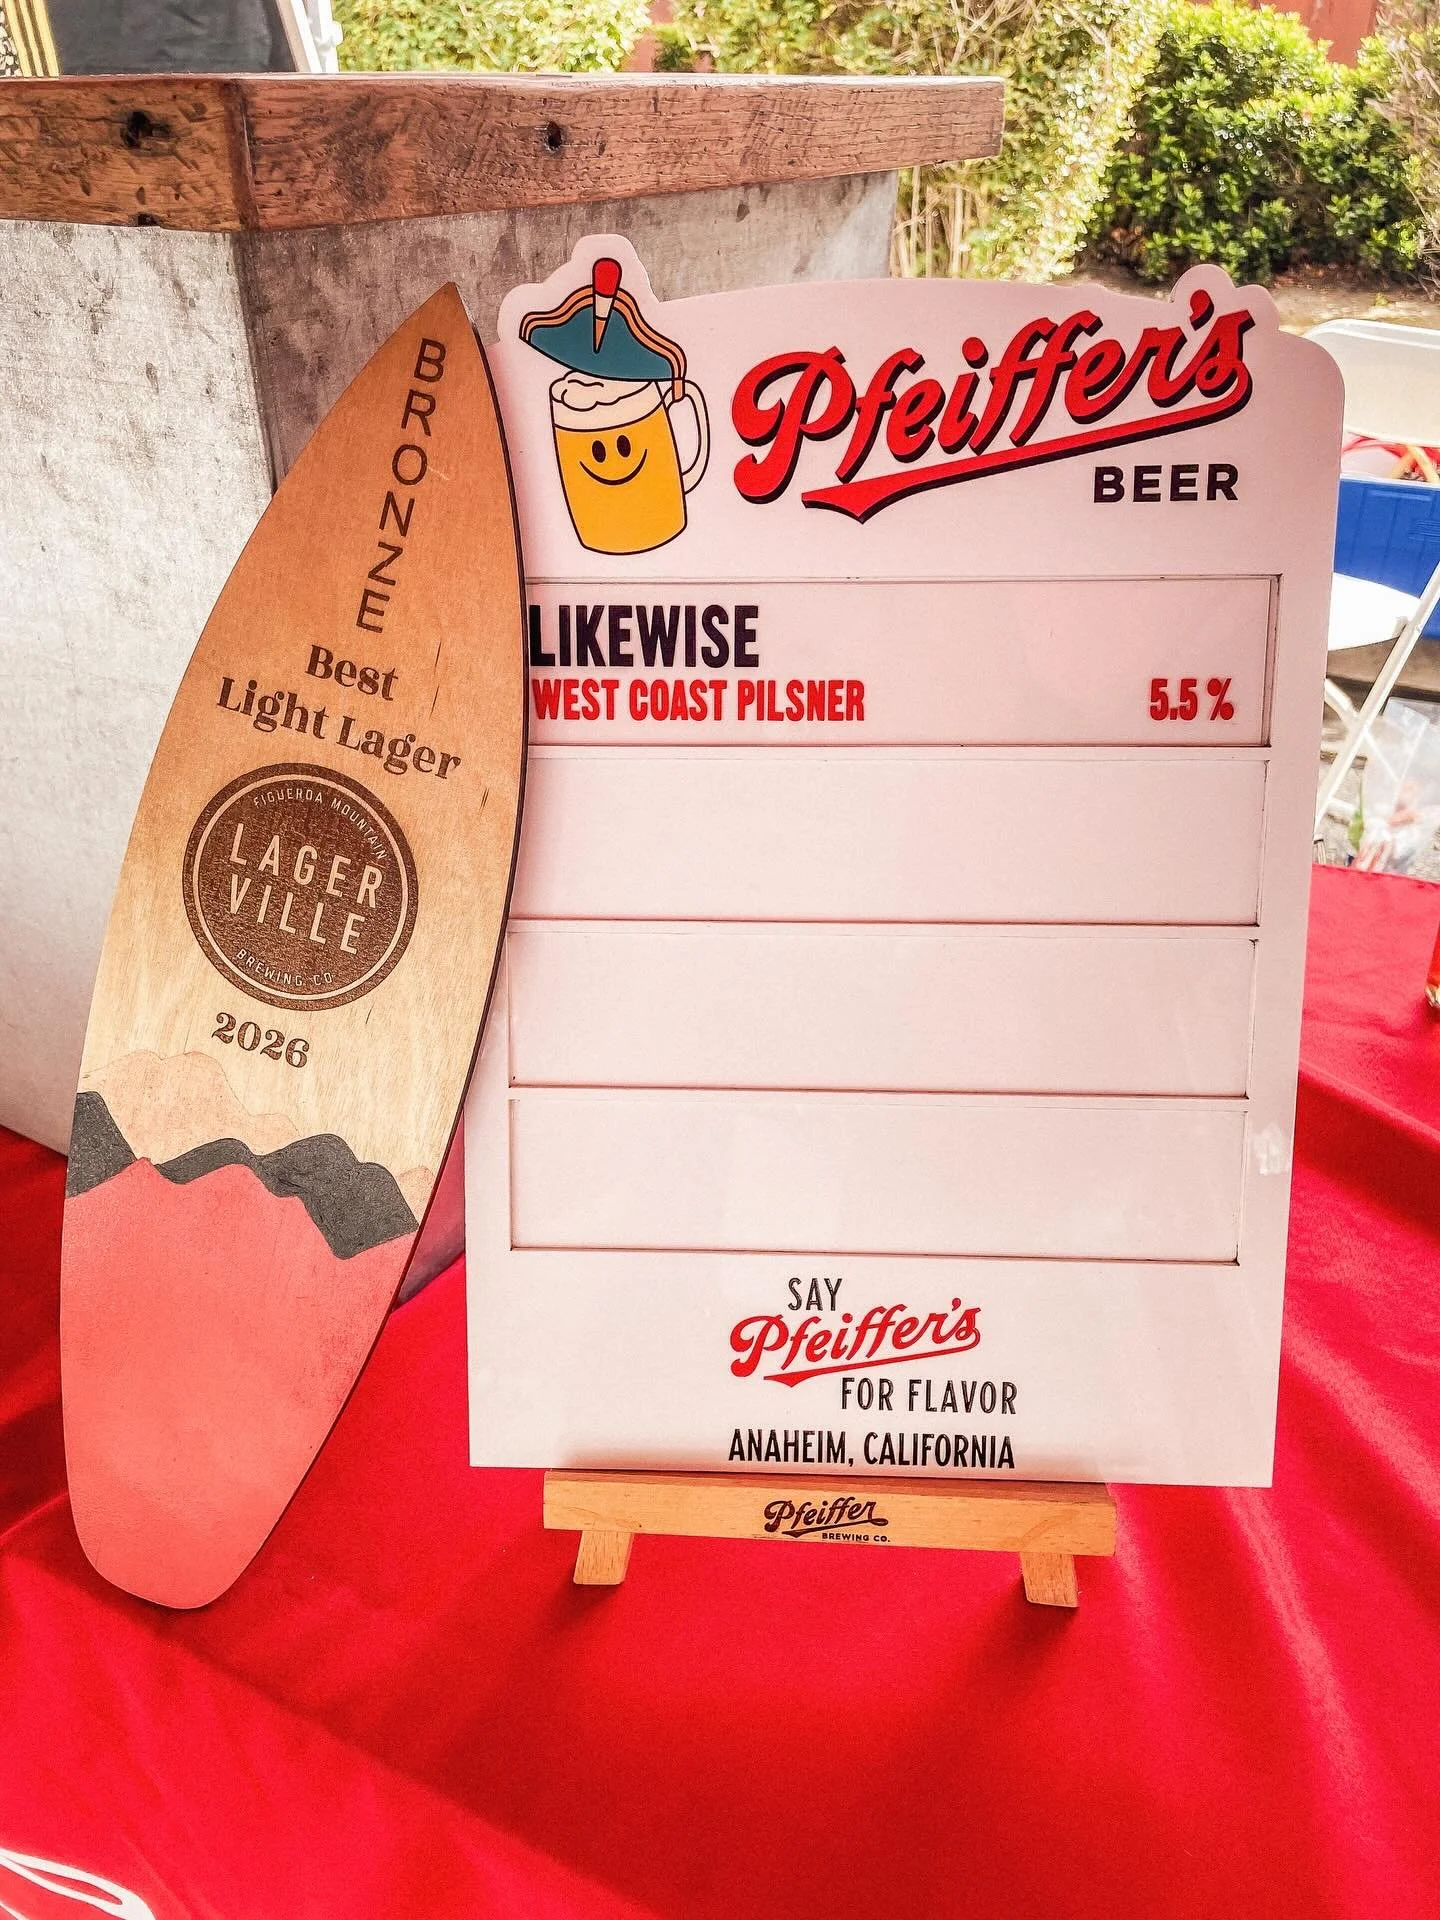 BRONZE
Best
Light Lager
FIGUEROA MOUNTAIN
LAGER
VILLE
BREWING CO
2026
Pfeiffer's
BEER
LIKEWISE
WEST COAST PILSNER 5.5%
SAY
Pfeiffer's
FOR FLAVOR
ANAHEIM, CALIFORNIA
Pfeiffer
BREWING CO.